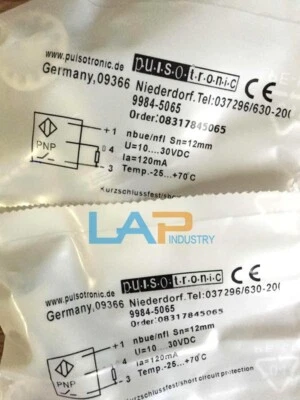 www.pulsotronic.de
Germany,09366
p·u·l·s·o·t·r·o·n·i·c
CE
Niederdorf.Tel:037296/630-200
9984-5065
Order:08317845065
PNP
+ 1
4
- 3
nbue/nfl Sn=12mm
U=10...30VDC
Ia=120mA
Temp.-25...+70°C
Kurzschlussfest/short circuit protection
LAP
INDUSTRY
www.pulsotronic.de
Germany,09366
p·u·l·s·o·t·r·o·n·i·c
CE
Niederdorf.Tel:037296/630-200
9984-5065
Order:08317845065
PNP
+ 1
4
- 3
nbue/nfl Sn=12mm
U=10...30VDC
Ia=120mA
Temp.-25...+70°C
Kurzschlussfest/short circuit protection